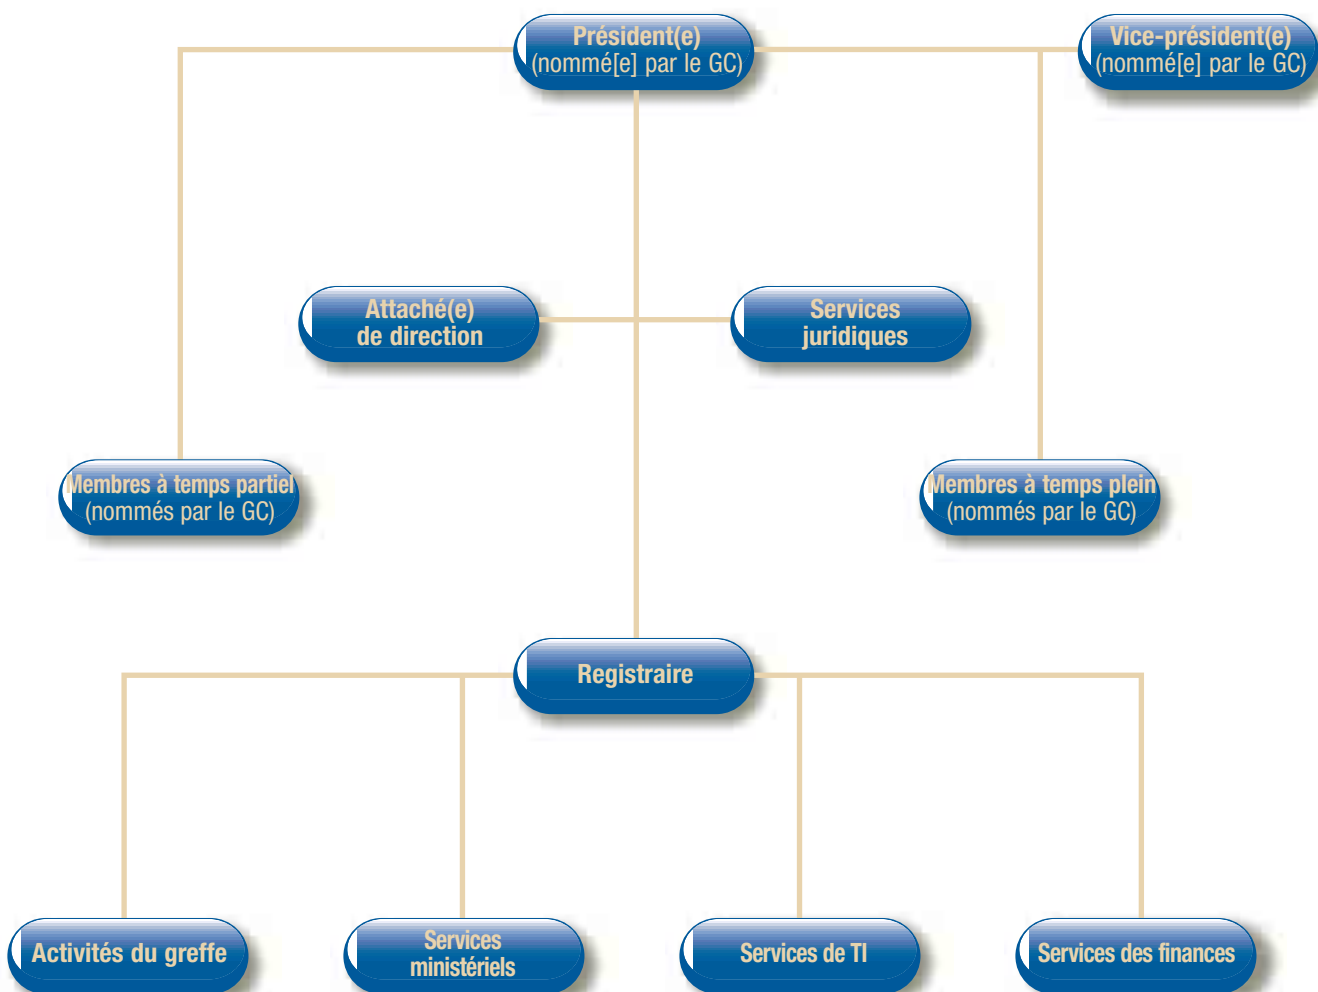 Président(e)
(nommé[e] par le GC)
Vice-président(e)
(nommé[e] par le GC)
Attaché(e)
de direction
Services
juridiques
Membres à temps partiel
(nommés par le GC)
Membres à temps plein
(nommés par le GC)
Registraire
Activités du greffe
Services
ministériels
Services de TI
Services des finances